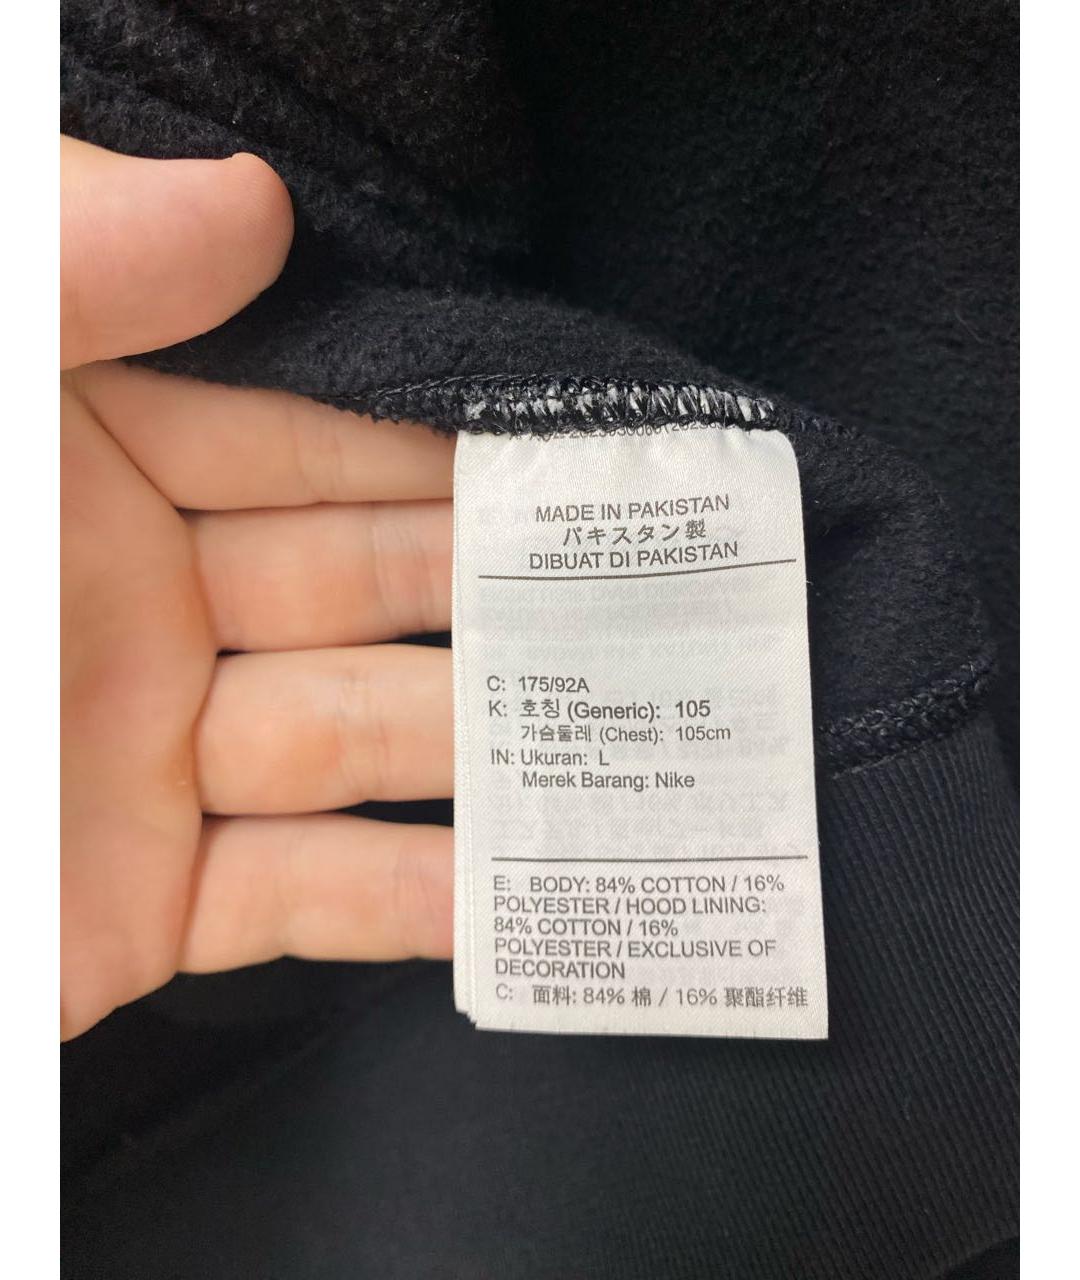 MADE IN PAKISTAN
パキスタン製
DIBUAT DI PAKISTAN
C: 175/92A
K: 호칭 (Generic): 105
가슴둘레 (Chest): 105cm
IN: Ukuran: L
Merek Barang: Nike
E: BODY: 84% COTTON / 16%
POLYESTER / HOOD LINING:
84% COTTON / 16%
POLYESTER / EXCLUSIVE OF
DECORATION
C: 面料: 84% 棉 / 16% 聚酯纤维